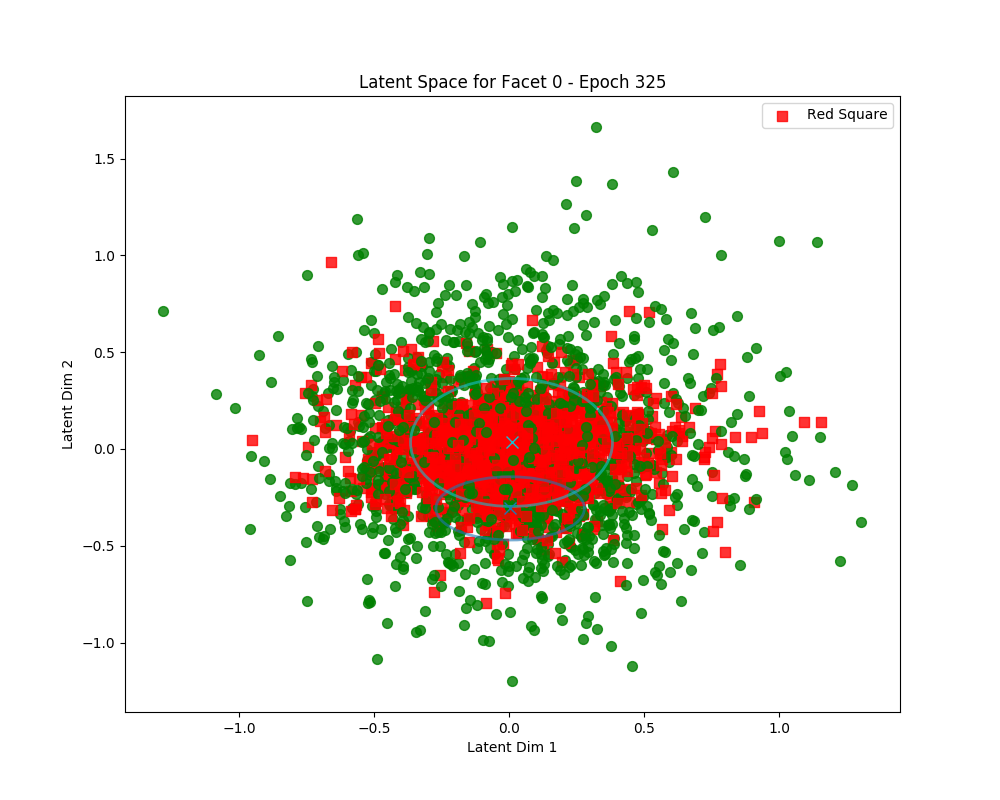 Latent Space for Facet 0 - Epoch 325
Red Square
1.5
1.0
0.5
0.0
−0.5
−1.0
Latent Dim 2
−1.0 −0.5 0.0 0.5 1.0
Latent Dim 1